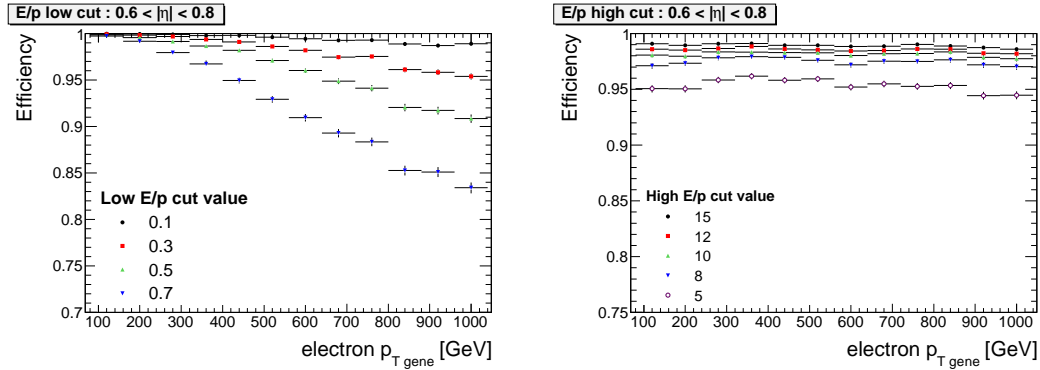 E/p low cut : 0.6 < |η| < 0.8
Efficiency
1
0.95
0.9
0.85
0.8
0.75
0.7
Low E/p cut value
0.1
0.3
0.5
0.7
100 200 300 400 500 600 700 800 900 1000
electron p_T gene [GeV]
E/p high cut : 0.6 < |η| < 0.8
Efficiency
1
0.95
0.9
0.85
0.8
0.75
High E/p cut value
15
12
10
8
5
100 200 300 400 500 600 700 800 900 1000
electron p_T gene [GeV]